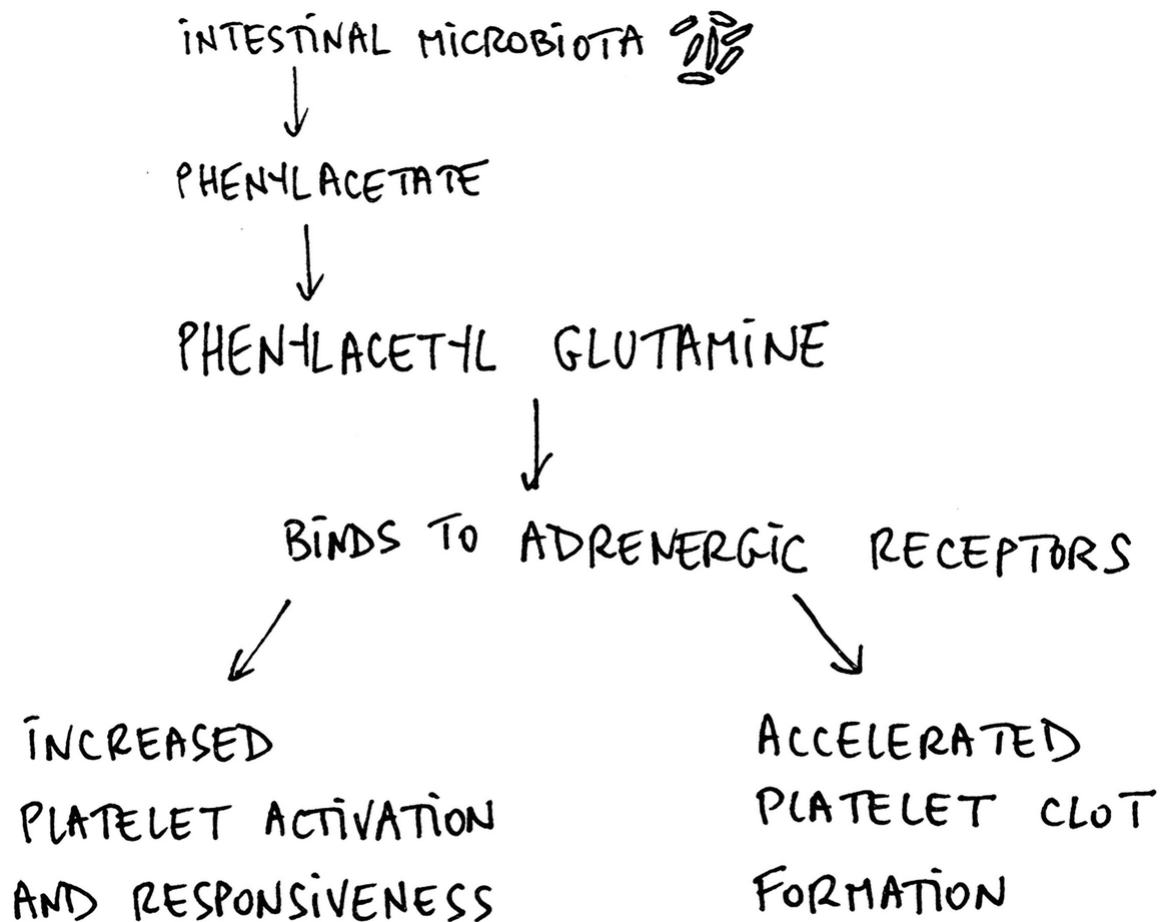 INTESTINAL MICROBIOTA
PHENYLACETATE
PHENYLACETYL GLUTAMINE
BINDS TO ADRENERGIC RECEPTORS
INCREASED
PLATELET ACTIVATION
AND RESPONSIVENESS
ACCELERATED
PLATELET CLOT
FORMATION